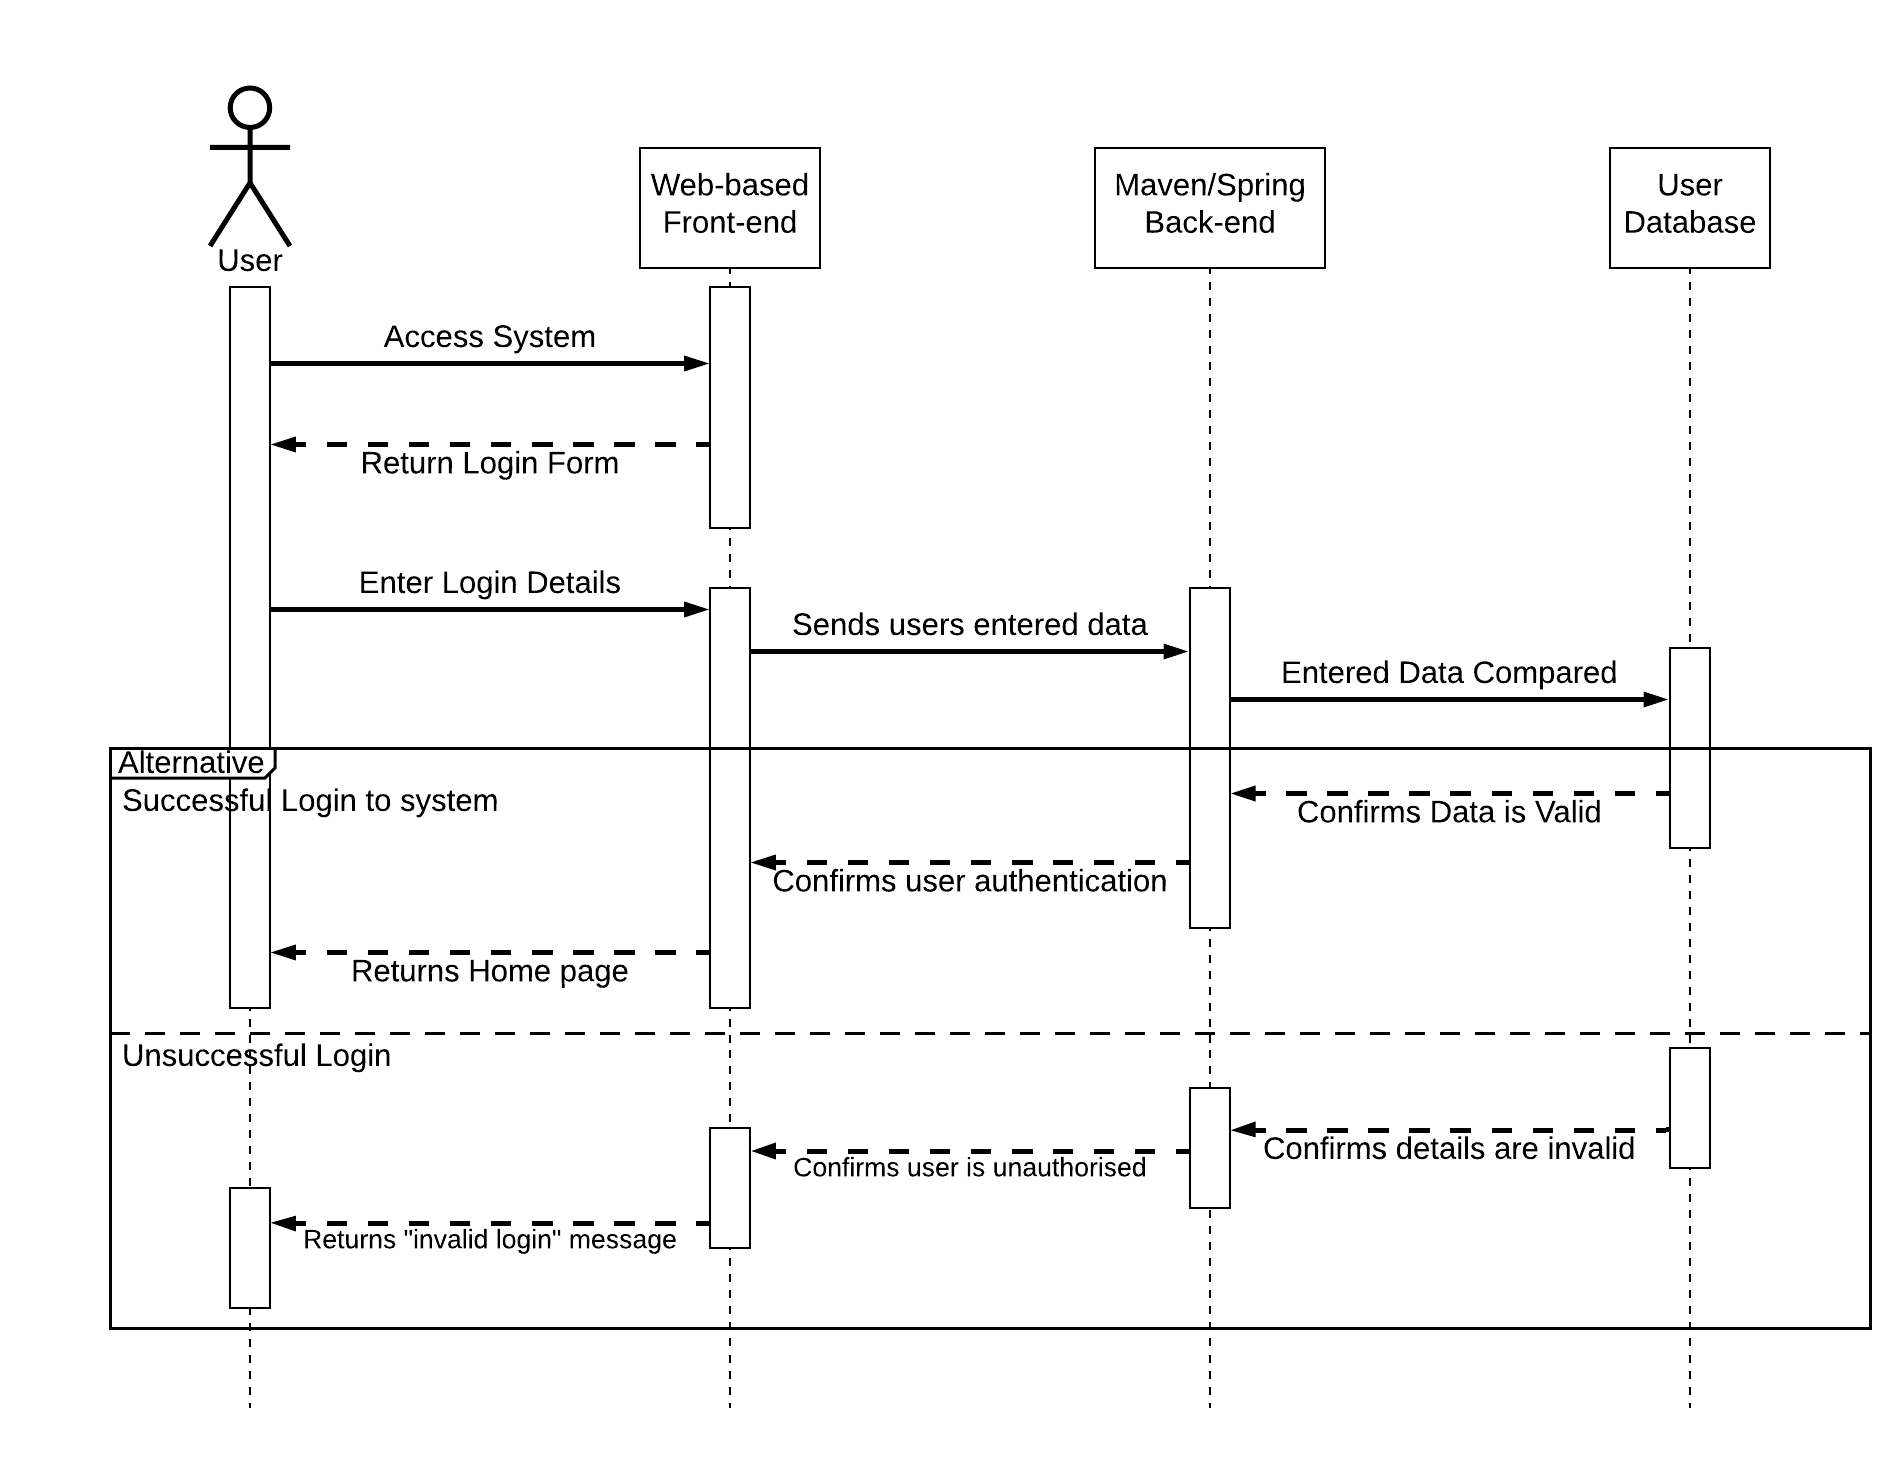 User
Web-based
Front-end
Maven/Spring
Back-end
User
Database
Access System
Return Login Form
Enter Login Details
Sends users entered data
Entered Data Compared
Alternative
Successful Login to system
Confirms Data is Valid
Confirms user authentication
Returns Home page
Unsuccessful Login
Confirms details are invalid
Confirms user is unauthorised
Returns "invalid login" message